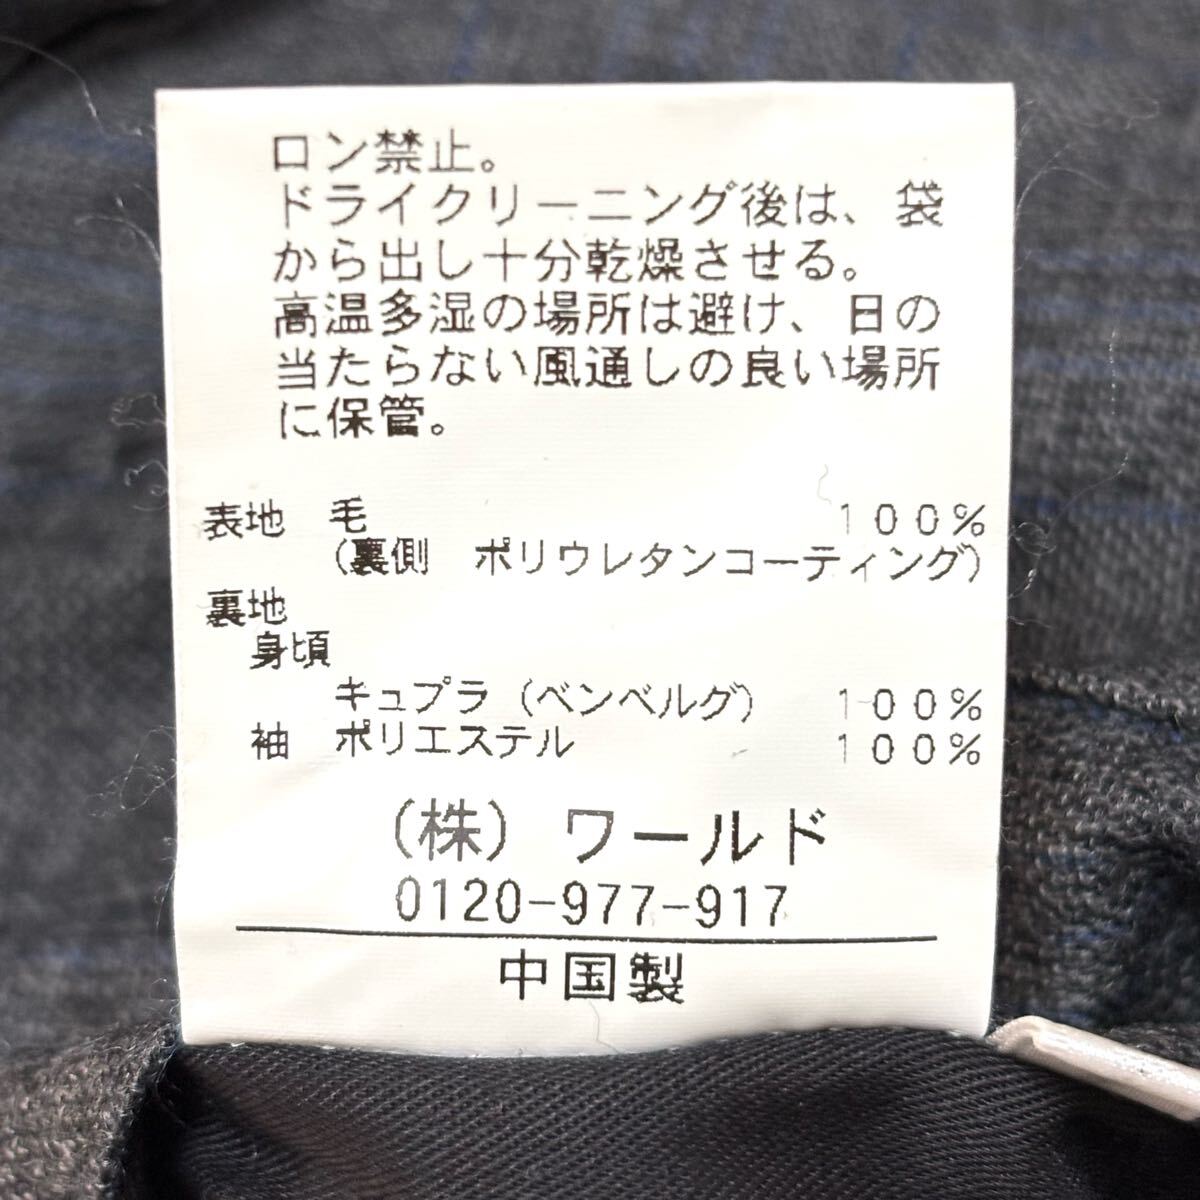 ロン禁止。
ドライクリーニング後は、袋
から出し十分乾燥させる。
高温多湿の場所は避け、日の
当たらない風通しの良い場所
に保管。
表地　毛　100%
(裏側　ポリウレタンコーティング)
裏地
身頃
キュプラ(ベンベルグ)　100%
袖　ポリエステル　100%
(株)ワールド
0120-977-917
中国製